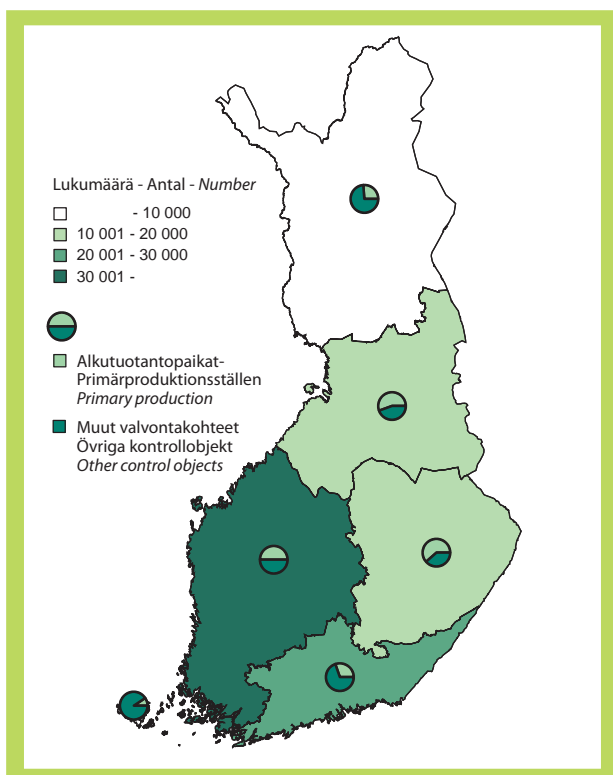 Lukumäärä - Antal - Number
- 10 000
10 001 - 20 000
20 001 - 30 000
30 001 -
Alkutuotantopaikat-
Primärproduktionsställen
Primary production
Muut valvontakohteet
Övriga kontrollobjekt
Other control objects